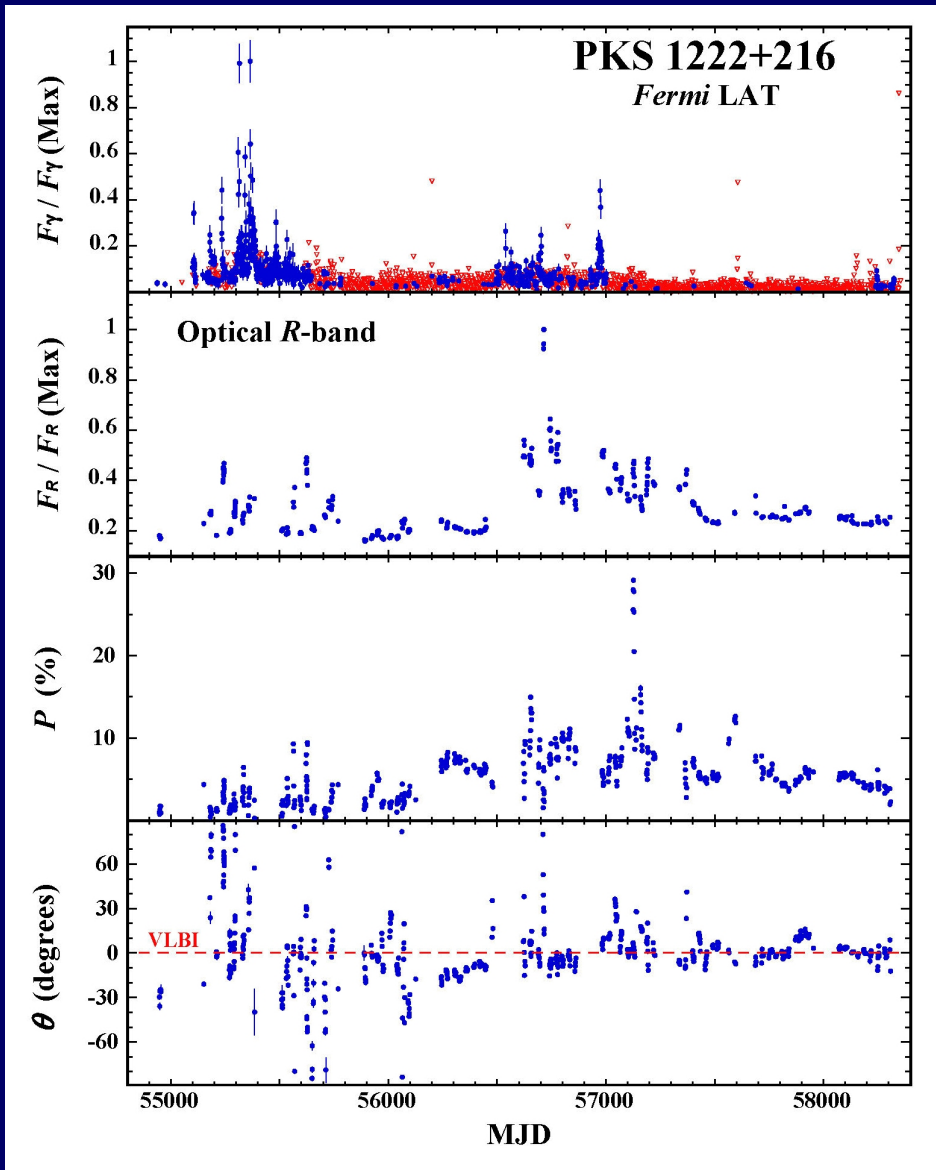 PKS 1222+216
Fermi LAT
Fγ / Fγ (Max)
1
0.8
0.6
0.4
0.2
Optical R-band
FR / FR (Max)
1
0.8
0.6
0.4
0.2
P (%)
30
20
10
θ (degrees)
60
30
0
-30
-60
VLBI
55000 56000 57000 58000
MJD